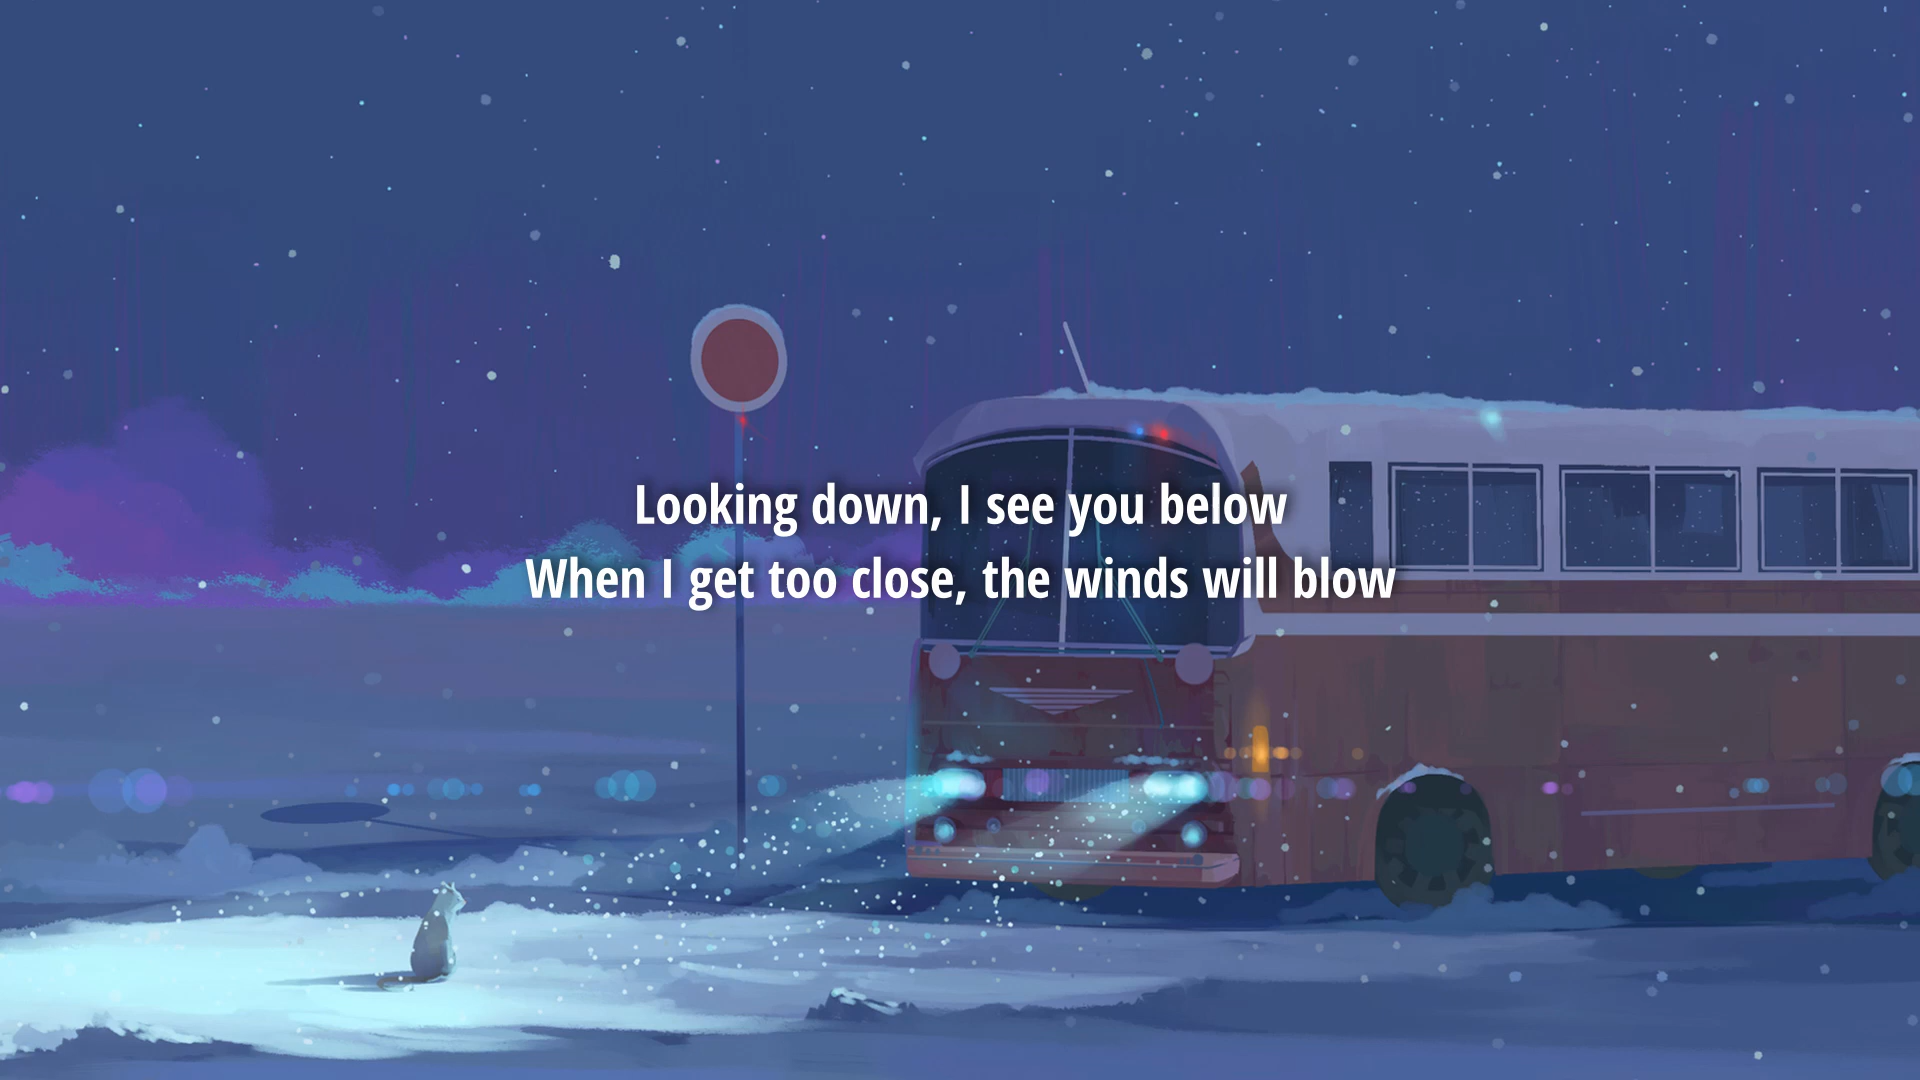 Looking down, I see you below
When I get too close, the winds will blow